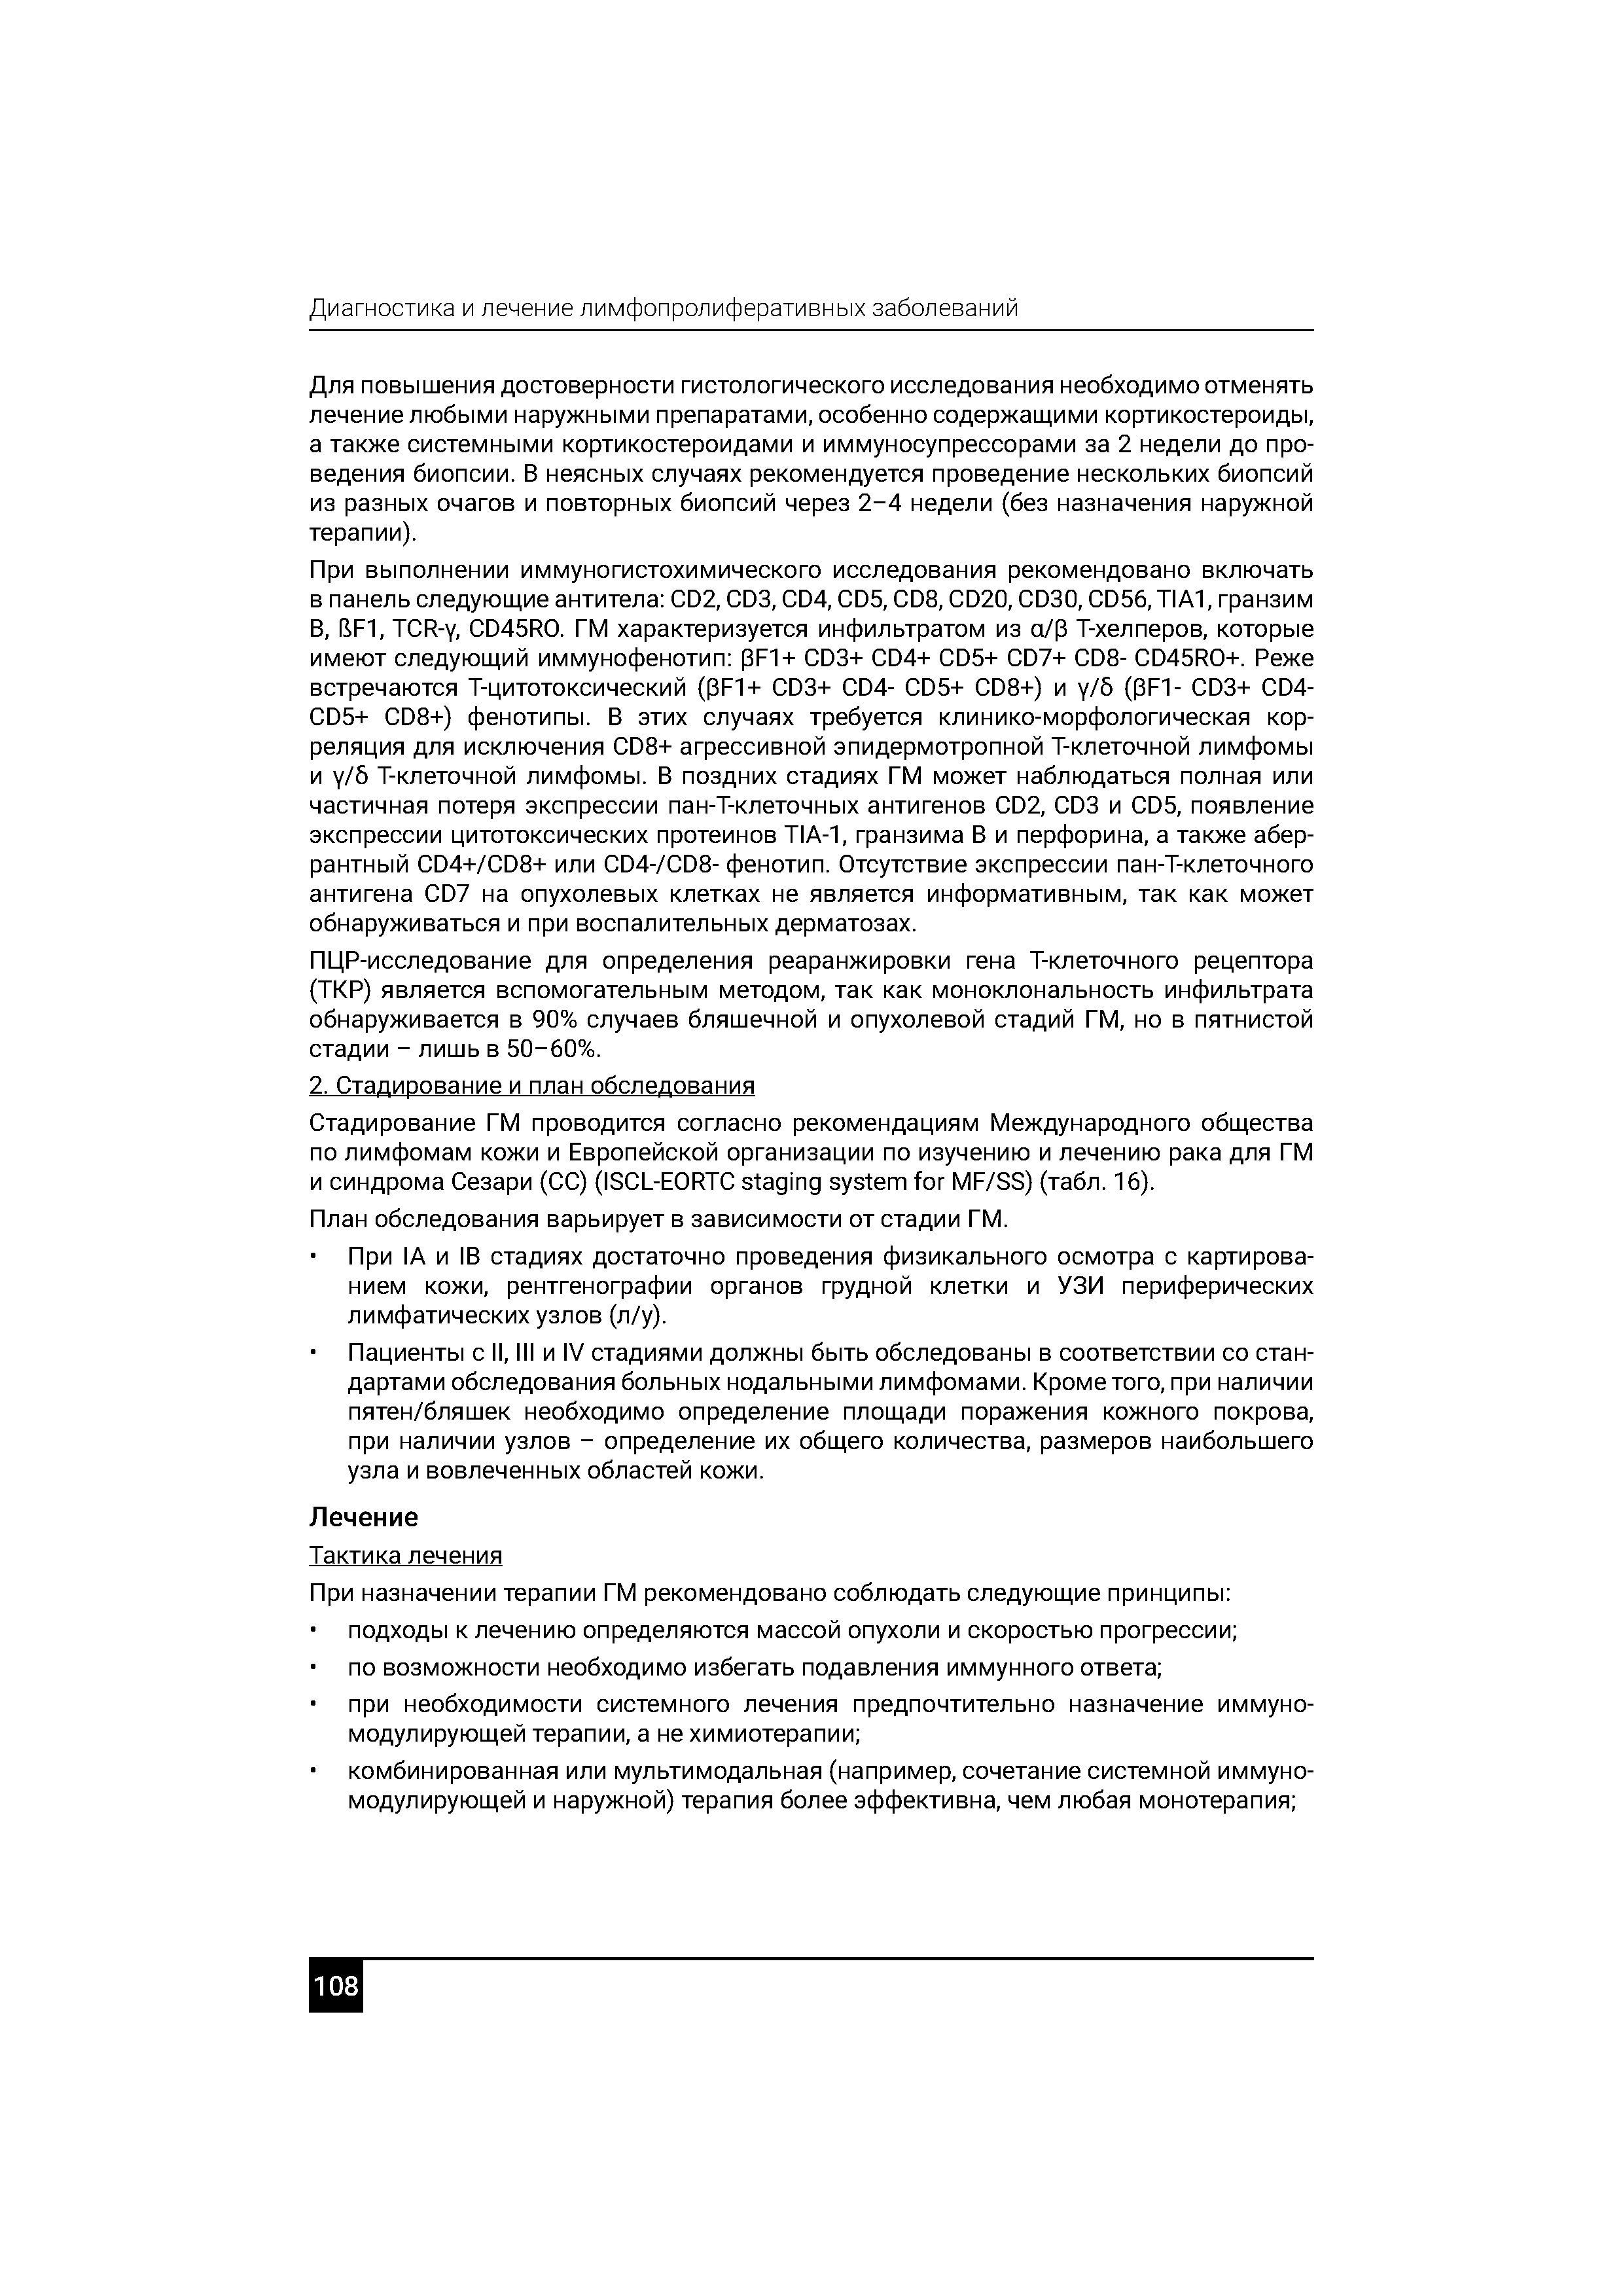 Диагностика и лечение лимфопролиферативных заболеваний
Для повышения достоверности гистологического исследования необходимо отменять
лечение любыми наружными препаратами, особенно содержащими кортикостероиды,
а также системными кортикостероидами и иммуносупрессорами за 2 недели до про-
ведения биопсии. В неясных случаях рекомендуется проведение нескольких биопсий
из разных очагов и повторных биопсий через 2–4 недели (без назначения наружной
терапии).
При выполнении иммуногистохимического исследования рекомендовано включать
в панель следующие антитела: CD2, CD3, CD4, CD5, CD8, CD20, CD30, CD56, TIA1, гранзим
B, ßF1, TCR-γ, CD45RO. ГМ характеризуется инфильтратом из α/β Т-хелперов, которые
имеют следующий иммунофенотип: βF1+ CD3+ CD4+ CD5+ CD7+ CD8- CD45RO+. Реже
встречаются Т-цитотоксический (βF1+ CD3+ CD4- CD5+ CD8+) и γ/δ (βF1- CD3+ CD4-
CD5+ CD8+) фенотипы. В этих случаях требуется клинико-морфологическая кор-
реляция для исключения CD8+ агрессивной эпидермотропной Т-клеточной лимфомы
и γ/δ Т-клеточной лимфомы. В поздних стадиях ГМ может наблюдаться полная или
частичная потеря экспрессии пан-Т-клеточных антигенов CD2, CD3 и CD5, появление
экспрессии цитотоксических протеинов TIA-1, гранзима B и перфорина, а также абер-
рантный CD4+/CD8+ или CD4-/CD8- фенотип. Отсутствие экспрессии пан-Т-клеточного
антигена CD7 на опухолевых клетках не является информативным, так как может
обнаруживаться и при воспалительных дерматозах.
ПЦР-исследование для определения реаранжировки гена Т-клеточного рецептора
(ТКР) является вспомогательным методом, так как моноклональность инфильтрата
обнаруживается в 90% случаев бляшечной и опухолевой стадий ГМ, но в пятнистой
стадии – лишь в 50–60%.
2. Стадирование и план обследования
Стадирование ГМ проводится согласно рекомендациям Международного общества
по лимфомам кожи и Европейской организации по изучению и лечению рака для ГМ
и синдрома Сезари (СС) (ISCL-EORTC staging system for MF/SS) (табл. 16).
План обследования варьирует в зависимости от стадии ГМ.
• При IA и IB стадиях достаточно проведения физикального осмотра с картирова-
нием кожи, рентгенографии органов грудной клетки и УЗИ периферических
лимфатических узлов (л/у).
• Пациенты с II, III и IV стадиями должны быть обследованы в соответствии со стан-
дартами обследования больных нодальными лимфомами. Кроме того, при наличии
пятен/бляшек необходимо определение площади поражения кожного покрова,
при наличии узлов – определение их общего количества, размеров наибольшего
узла и вовлеченных областей кожи.
Лечение
Тактика лечения
При назначении терапии ГМ рекомендовано соблюдать следующие принципы:
• подходы к лечению определяются массой опухоли и скоростью прогрессии;
• по возможности необходимо избегать подавления иммунного ответа;
• при необходимости системного лечения предпочтительно назначение иммуно-
модулирующей терапии, а не химиотерапии;
• комбинированная или мультимодальная (например, сочетание системной иммуно-
модулирующей и наружной) терапия более эффективна, чем любая монотерапия;
108